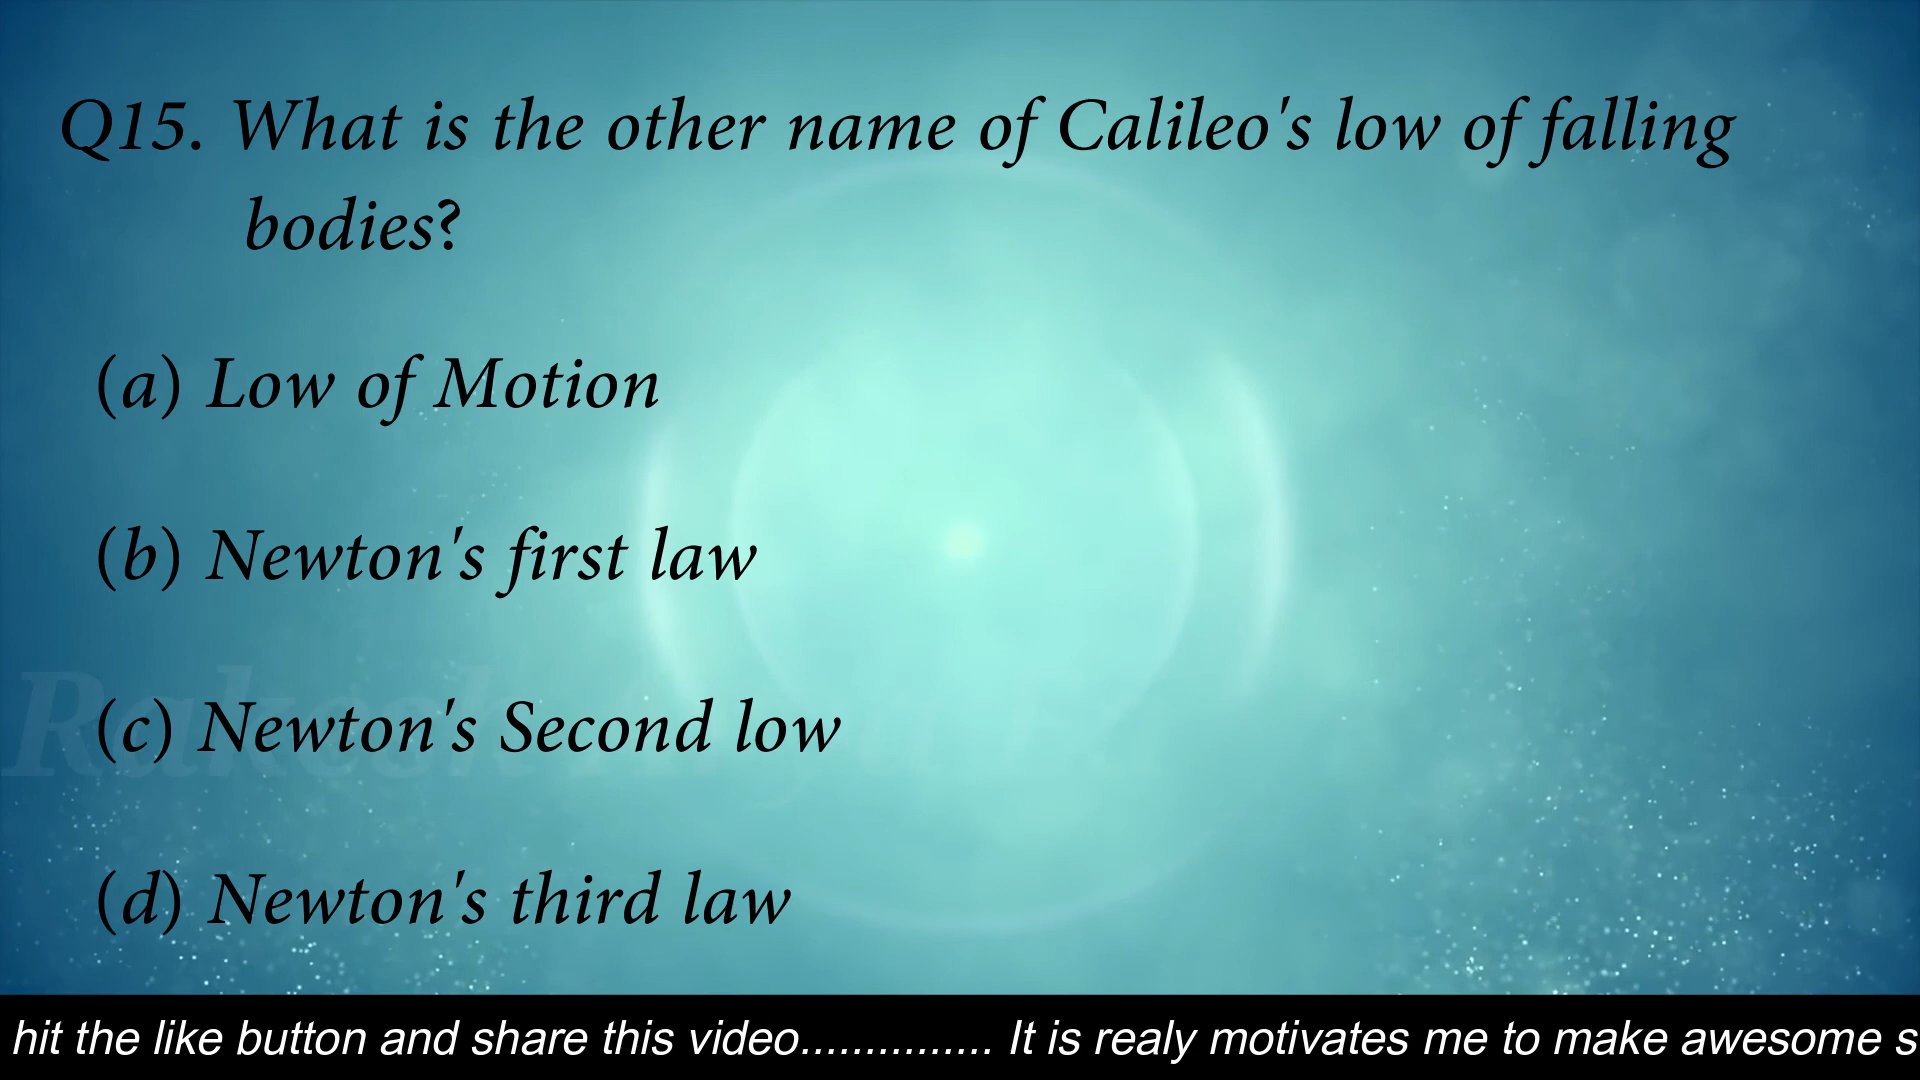 Q15. What is the other name of Calileo's low of falling
bodies?
(a) Low of Motion
(b) Newton's first law
(c) Newton's Second low
(d) Newton's third law
hit the like button and share this video............... It is realy motivates me to make awesome s